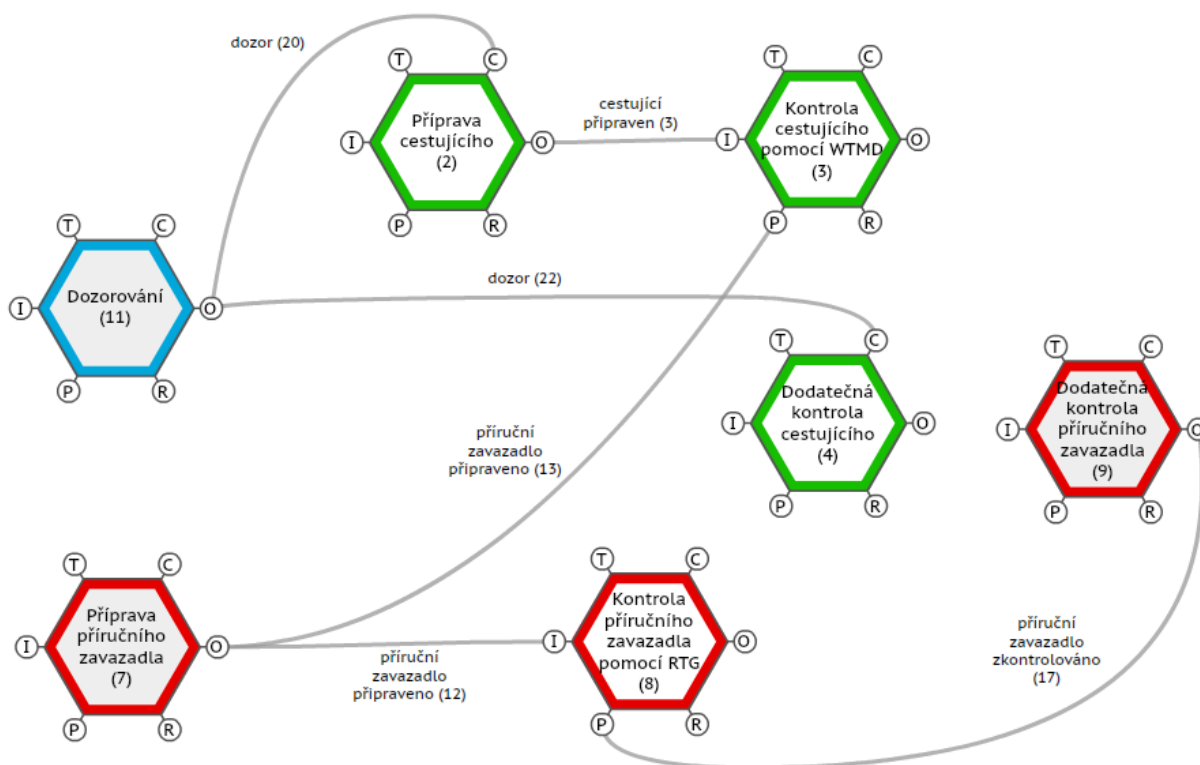 dozor (20)
T
C
Příprava
cestujícího
(2)
I
O
P
R
cestující
připraven (3)
T
C
Kontrola
cestujícího
pomocí WTMD
(3)
I
O
P
R
T
C
Dozorování
(11)
I
O
P
R
dozor (22)
T
C
Dodatečná
kontrola
cestujícího
(4)
I
O
P
R
T
C
Dodatečná
kontrola
příručního
zavazadla
(9)
I
O
P
R
příruční
zavazadlo
připraveno (13)
T
C
Příprava
příručního
zavazadla
(7)
I
O
P
R
příruční
zavazadlo
připraveno (12)
T
C
Kontrola
příručního
zavazadla
pomocí RTG
(8)
I
O
P
R
příruční
zavazadlo
zkontrolováno
(17)